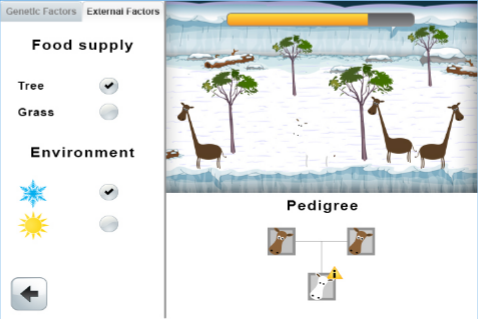 Genetic Factors External Factors
Food supply
Tree
Grass
Environment
Pedigree